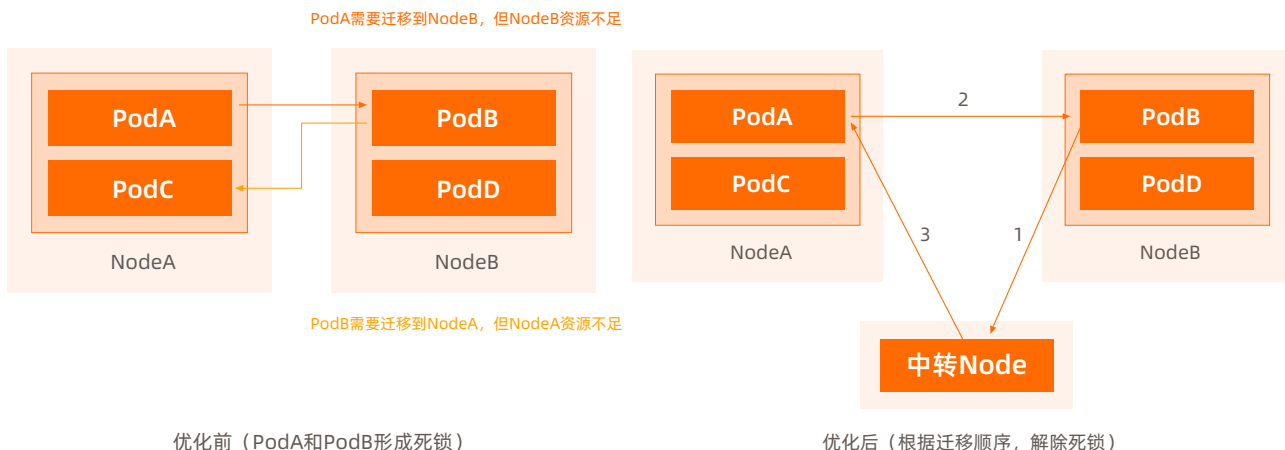 PodA需要迁移到NodeB，但NodeB资源不足
PodA
PodC
NodeA
PodB
PodD
NodeB
PodB需要迁移到NodeA，但NodeA资源不足
优化前（PodA和PodB形成死锁）
PodA
PodC
NodeA
2
PodB
PodD
NodeB
3
1
中转Node
优化后（根据迁移顺序，解除死锁）